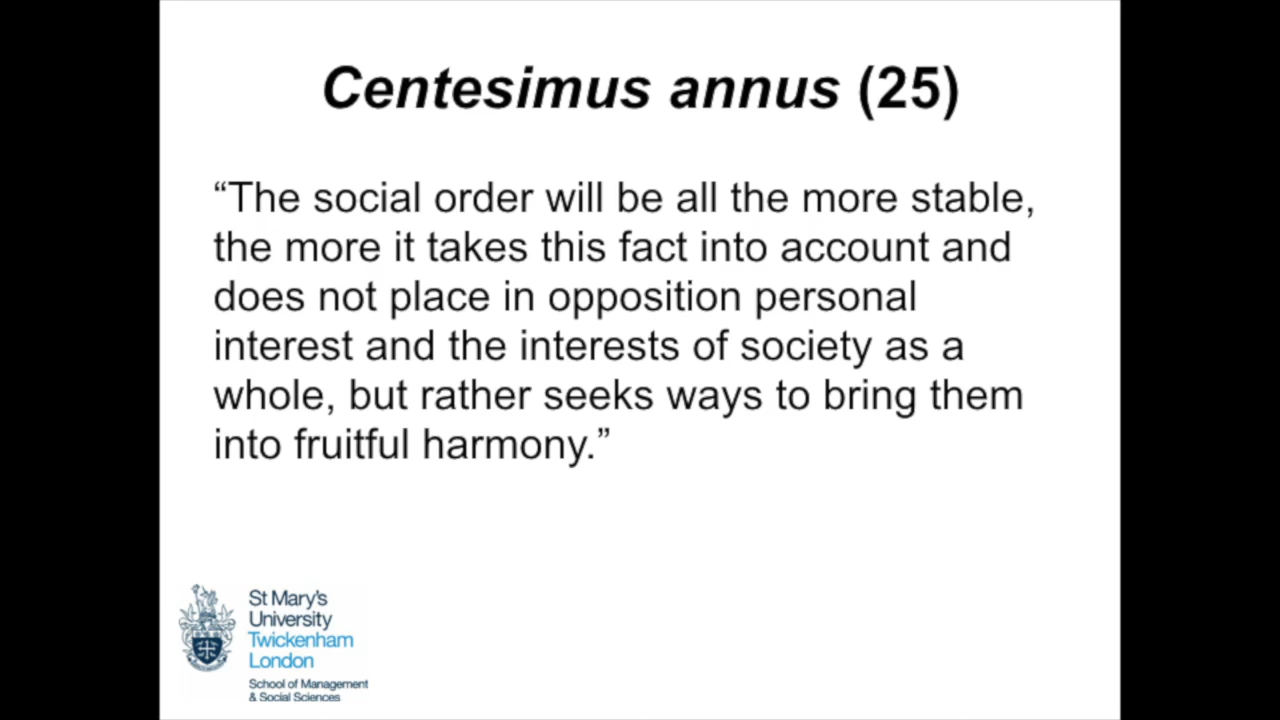 Centesimus annus (25)
“The social order will be all the more stable,
the more it takes this fact into account and
does not place in opposition personal
interest and the interests of society as a
whole, but rather seeks ways to bring them
into fruitful harmony.”
St Mary's
University
Twickenham
London
School of Management
& Social Sciences